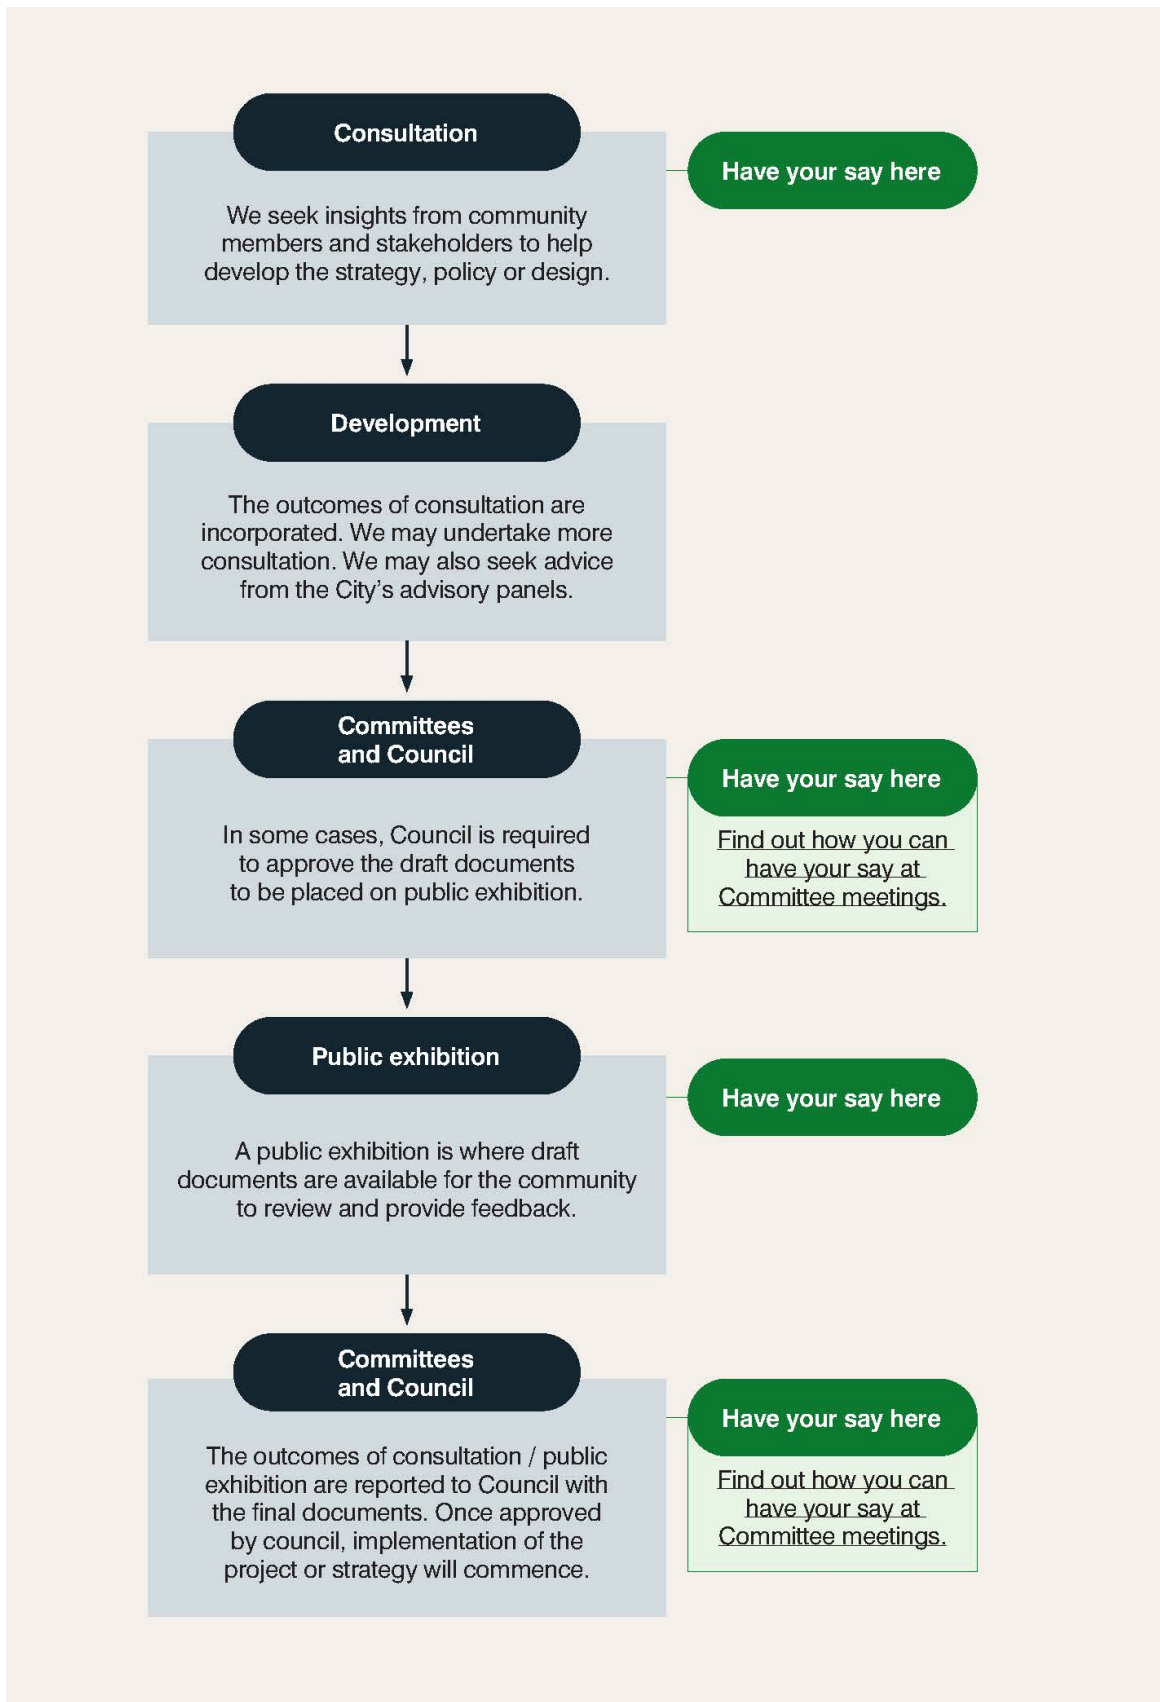 Consultation
Have your say here
We seek insights from community
members and stakeholders to help
develop the strategy, policy or design.
Development
The outcomes of consultation are
incorporated. We may undertake more
consultation. We may also seek advice
from the City’s advisory panels.
Committees
and Council
Have your say here
In some cases, Council is required
to approve the draft documents
to be placed on public exhibition.
Find out how you can
have your say at
Committee meetings.
Public exhibition
Have your say here
A public exhibition is where draft
documents are available for the community
to review and provide feedback.
Committees
and Council
Have your say here
The outcomes of consultation / public
exhibition are reported to Council with
the final documents. Once approved
by council, implementation of the
project or strategy will commence.
Find out how you can
have your say at
Committee meetings.